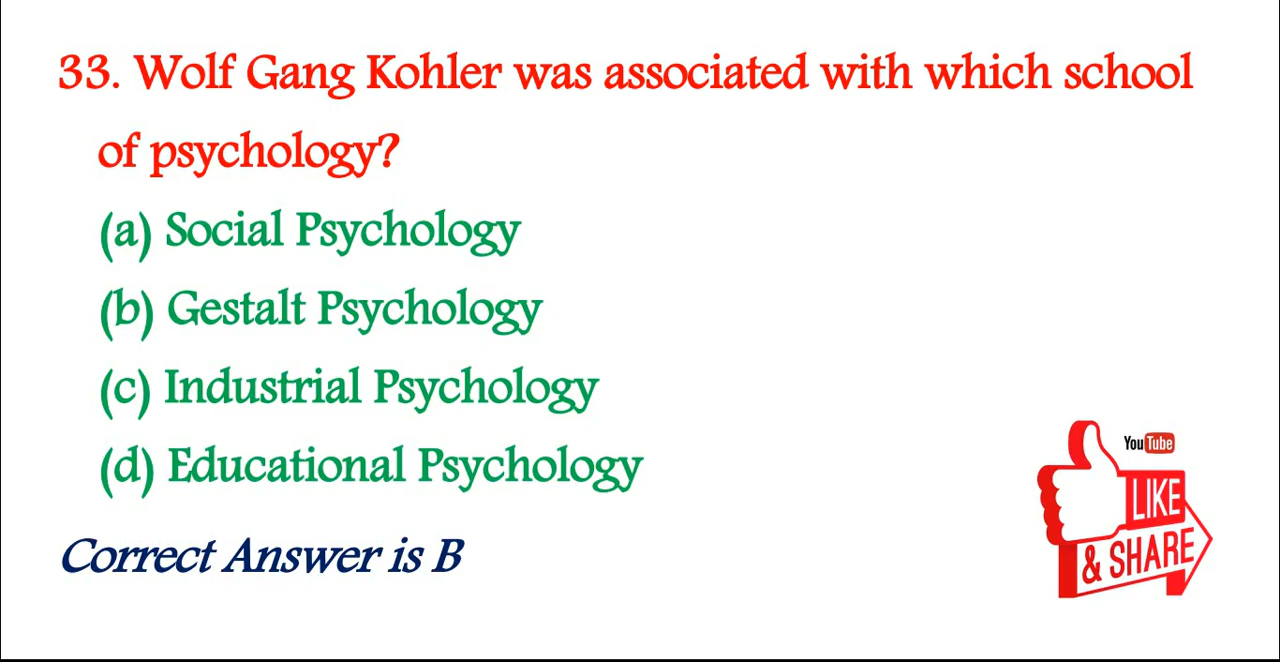 33. Wolf Gang Kohler was associated with which school
of psychology?
(a) Social Psychology
(b) Gestalt Psychology
(c) Industrial Psychology
(d) Educational Psychology
Correct Answer is B
YouTube
LIKE
& SHARE